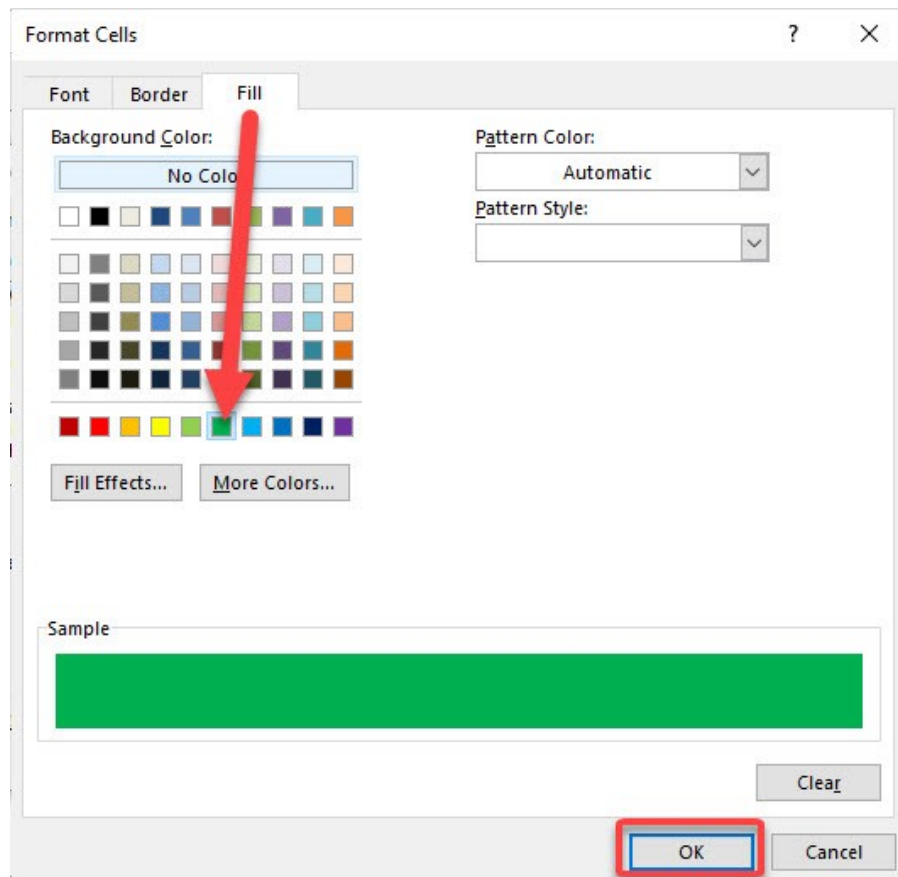 Format Cells ?
Font Border Fill
Background Color:
No Color
Pattern Color:
Automatic
Pattern Style:
Fill Effects... More Colors...
Sample
Clear
OK Cancel